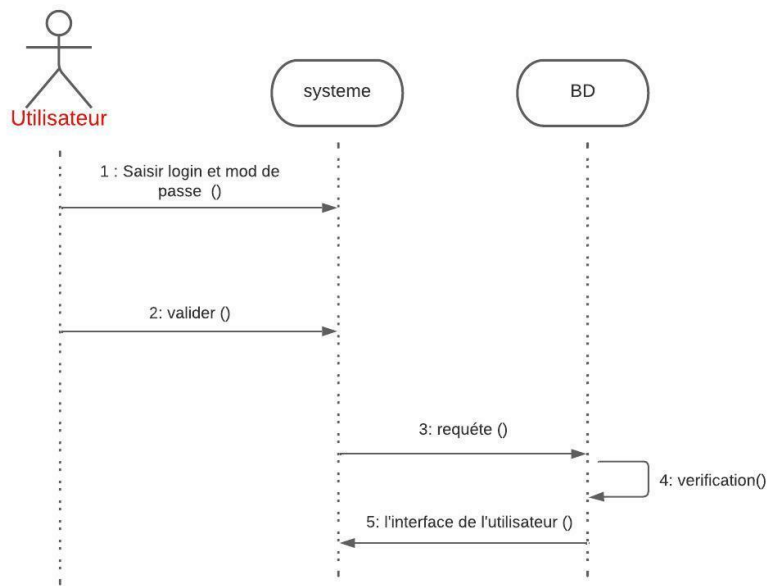 systeme
BD
Utilisateur
1 : Saisir login et mod de
passe ()
2: valider ()
3: requéte ()
4: verification()
5: l'interface de l'utilisateur ()